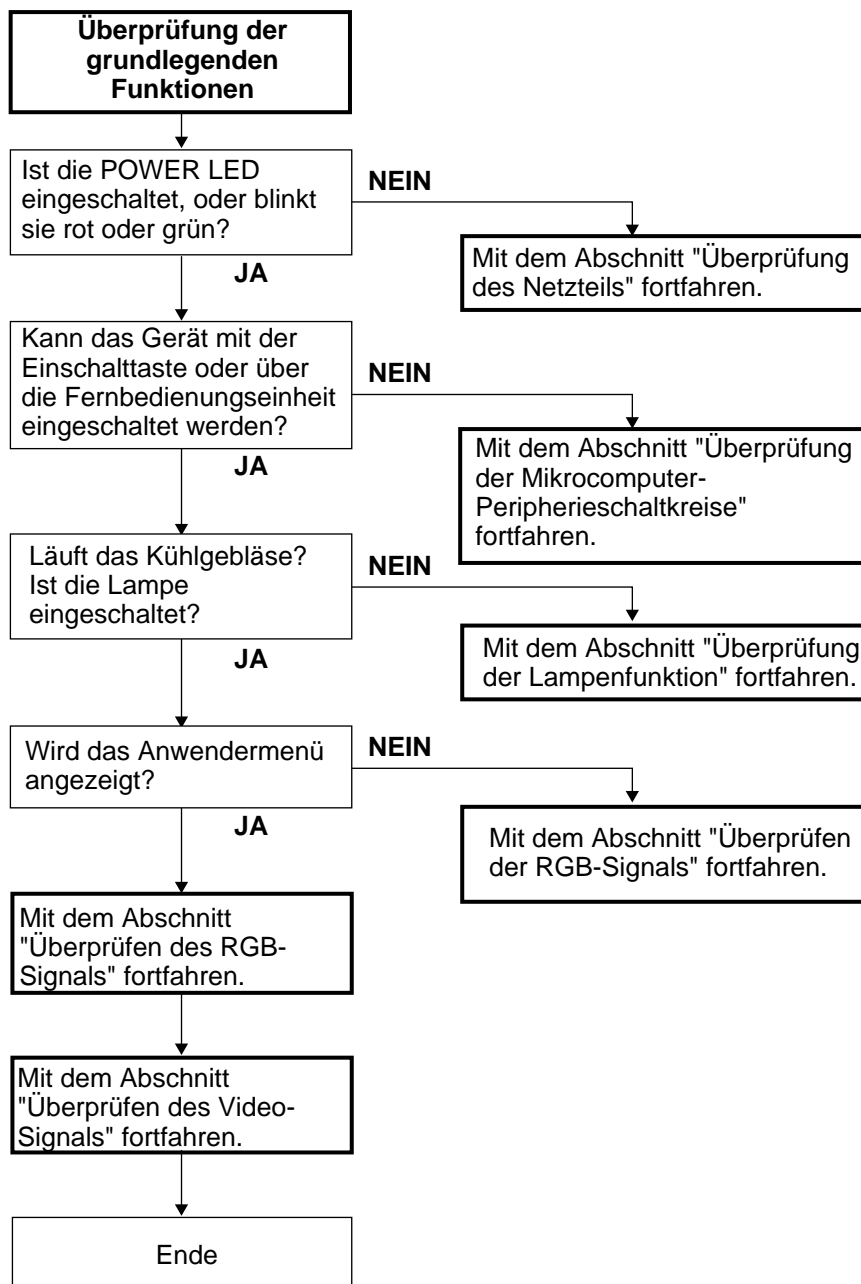 Überprüfung der
grundlegenden
Funktionen
Ist die POWER LED
eingeschaltet, oder blinkt
sie rot oder grün?
NEIN
Mit dem Abschnitt "Überprüfung
des Netzteils" fortfahren.
JA
Kann das Gerät mit der
Einschalttaste oder über
die Fernbedienungseinheit
eingeschaltet werden?
NEIN
Mit dem Abschnitt "Überprüfung
der Mikrocomputer-
Peripherieschaltkreise"
fortfahren.
JA
Läuft das Kühlgebläse?
Ist die Lampe
eingeschaltet?
NEIN
Mit dem Abschnitt "Überprüfung
der Lampenfunktion" fortfahren.
JA
Wird das Anwendermenü
angezeigt?
NEIN
Mit dem Abschnitt "Überprüfen
der RGB-Signals" fortfahren.
JA
Mit dem Abschnitt
"Überprüfen des RGB-
Signals" fortfahren.
Mit dem Abschnitt
"Überprüfen des Video-
Signals" fortfahren.
Ende